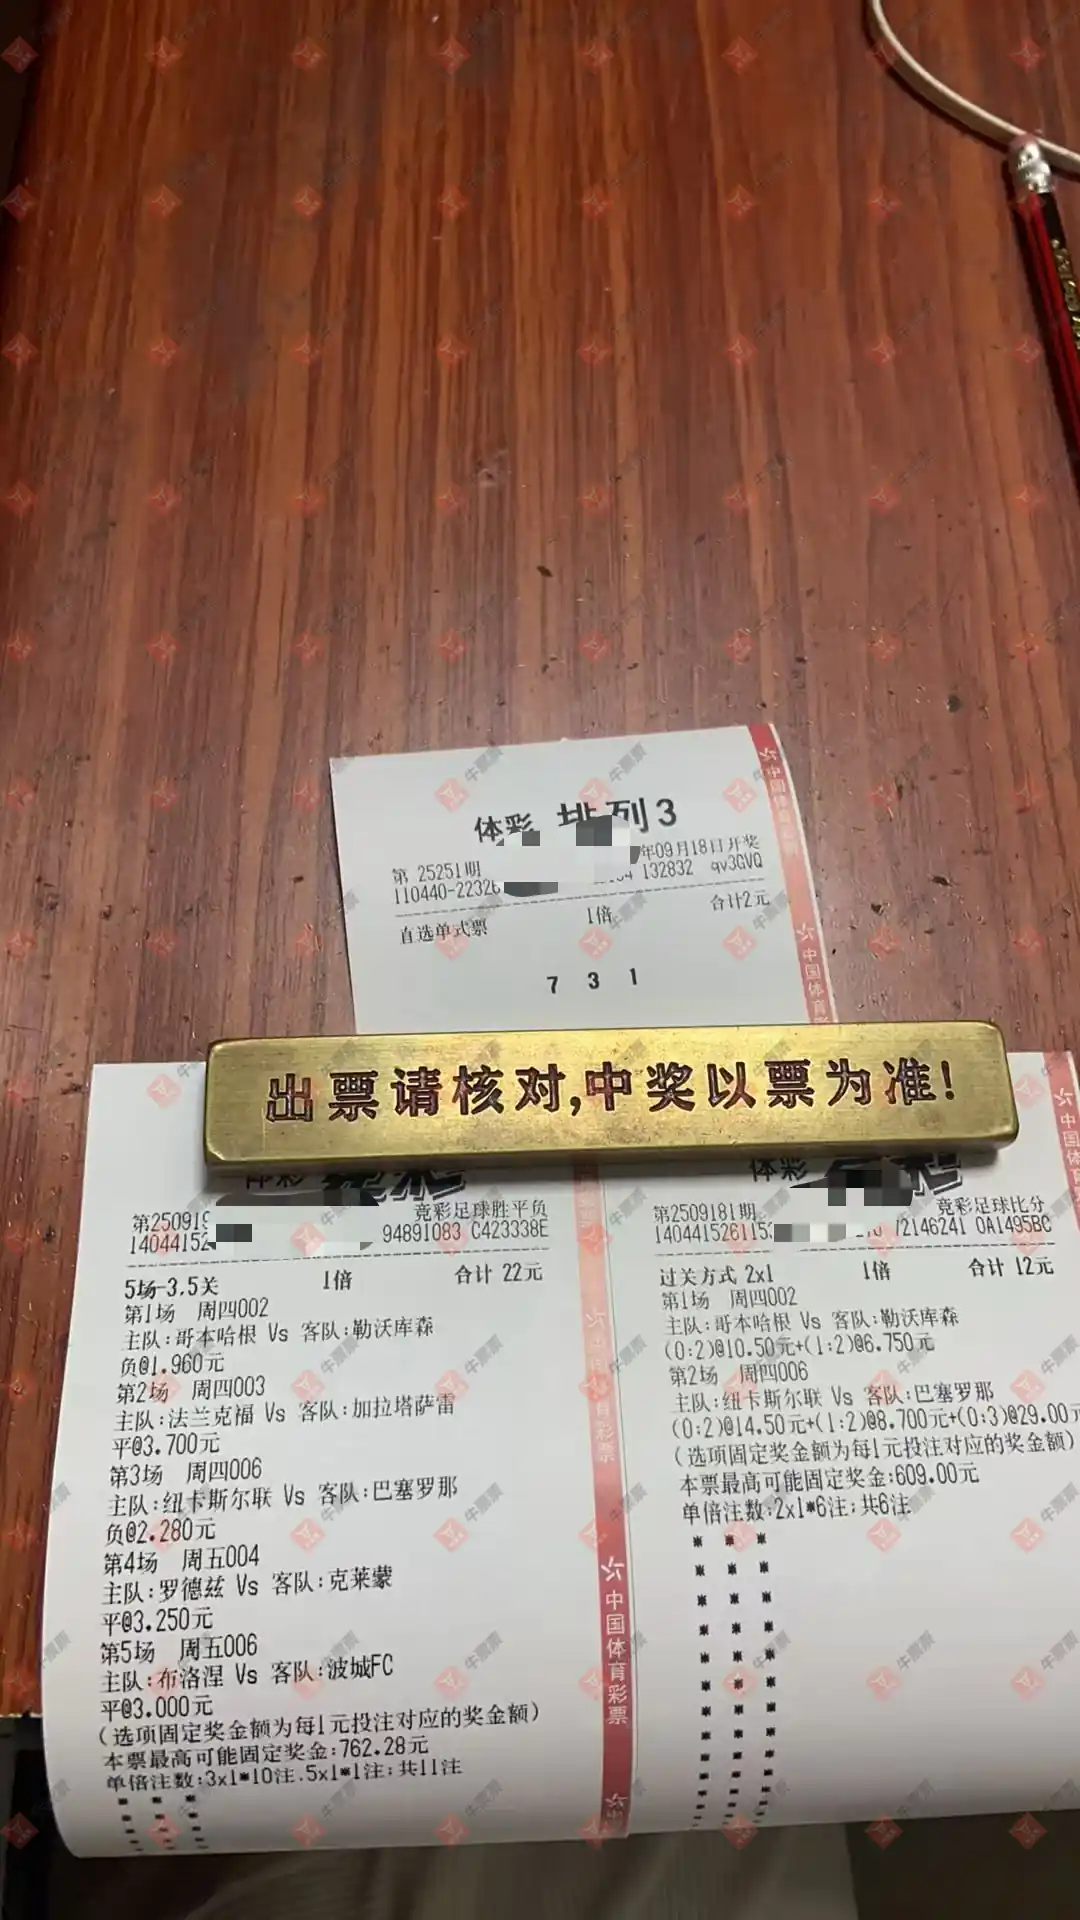 体彩 排列3
第 25251期
年09月18日开奖
110440-22326
132832 qv3GVQ
自选单式票 1倍 合计2元
7 3 1
中国体育彩票
出票请核对,中奖以票为准!
竞彩足球胜平负
第250919
14044152
94891083 C423338E
5场-3.5关 1倍 合计 22元
第1场 周四002
主队:哥本哈根 Vs 客队:勒沃库森
负@1.960元
第2场 周四003
主队:法兰克福 Vs 客队:加拉塔萨雷
平@3.700元
第3场 周四006
主队:纽卡斯尔联 Vs 客队:巴塞罗那
负@2.280元
第4场 周五004
主队:罗德兹 Vs 客队:克莱蒙
平@3.250元
第5场 周五006
主队:布洛涅 Vs 客队:波城FC
平@3.000元
(选项固定奖金额为每1元投注对应的奖金额)
本票最高可能固定奖金:762.28元
单倍注数:3x1*10注.5x1*1注;共11注
中国体育彩票
体彩
第2509181期
竞彩足球比分
1404415261152
72146241 0A1495BC
过关方式 2x1 1倍 合计 12元
第1场 周四002
主队:哥本哈根 Vs 客队:勒沃库森
(0:2)@10.50元+(1:2)@6.750元
第2场 周四006
主队:纽卡斯尔联 Vs 客队:巴塞罗那
(0:2)@14.50元+(1:2)@8.700元+(0:3)@29.00元
(选项固定奖金额为每1元投注对应的奖金额)
本票最高可能固定奖金:609.00元
单倍注数:2x1*6注;共6注
牛票票